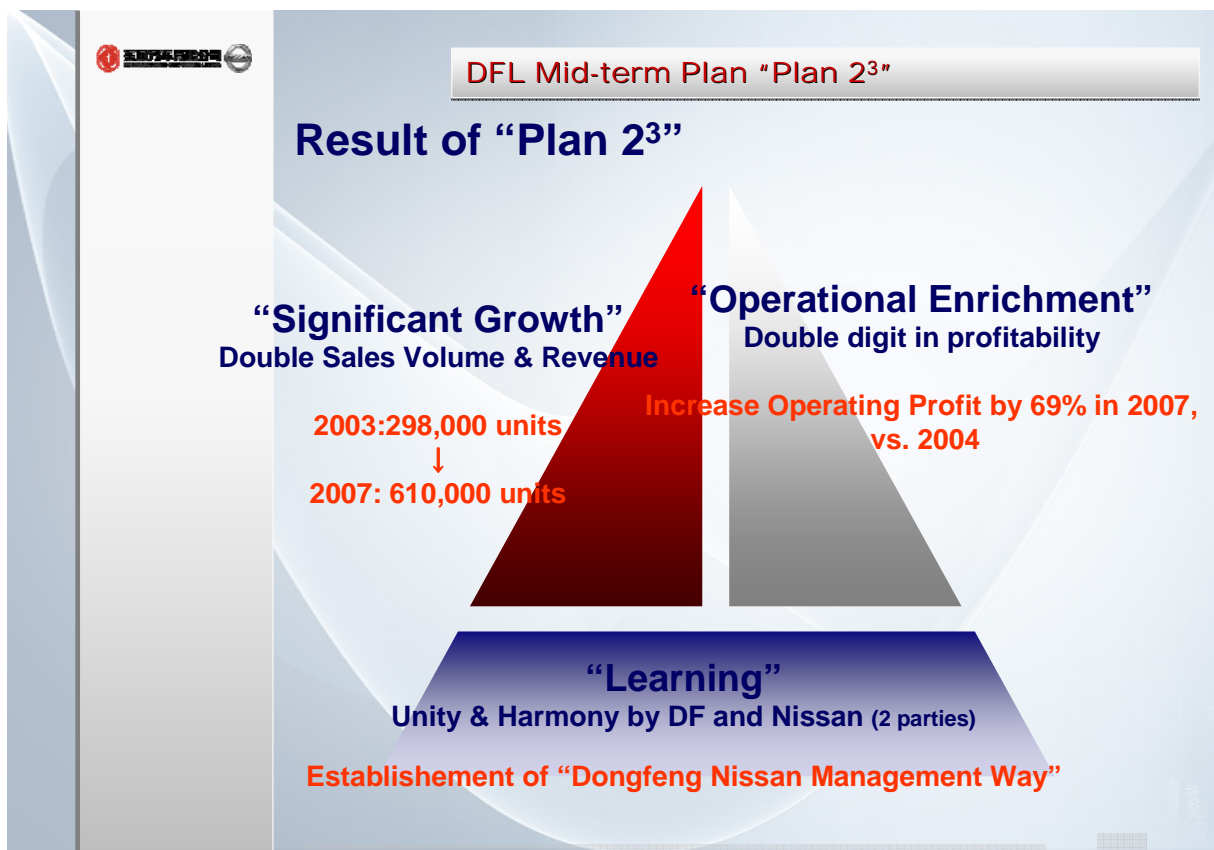 DFL Mid-term Plan “Plan 2³”
Result of “Plan 2³”
“Significant Growth”
Double Sales Volume & Revenue
2003:298,000 units
↓
2007: 610,000 units
“Operational Enrichment”
Double digit in profitability
Increase Operating Profit by 69% in 2007,
vs. 2004
“Learning”
Unity & Harmony by DF and Nissan (2 parties)
Establishement of “Dongfeng Nissan Management Way”